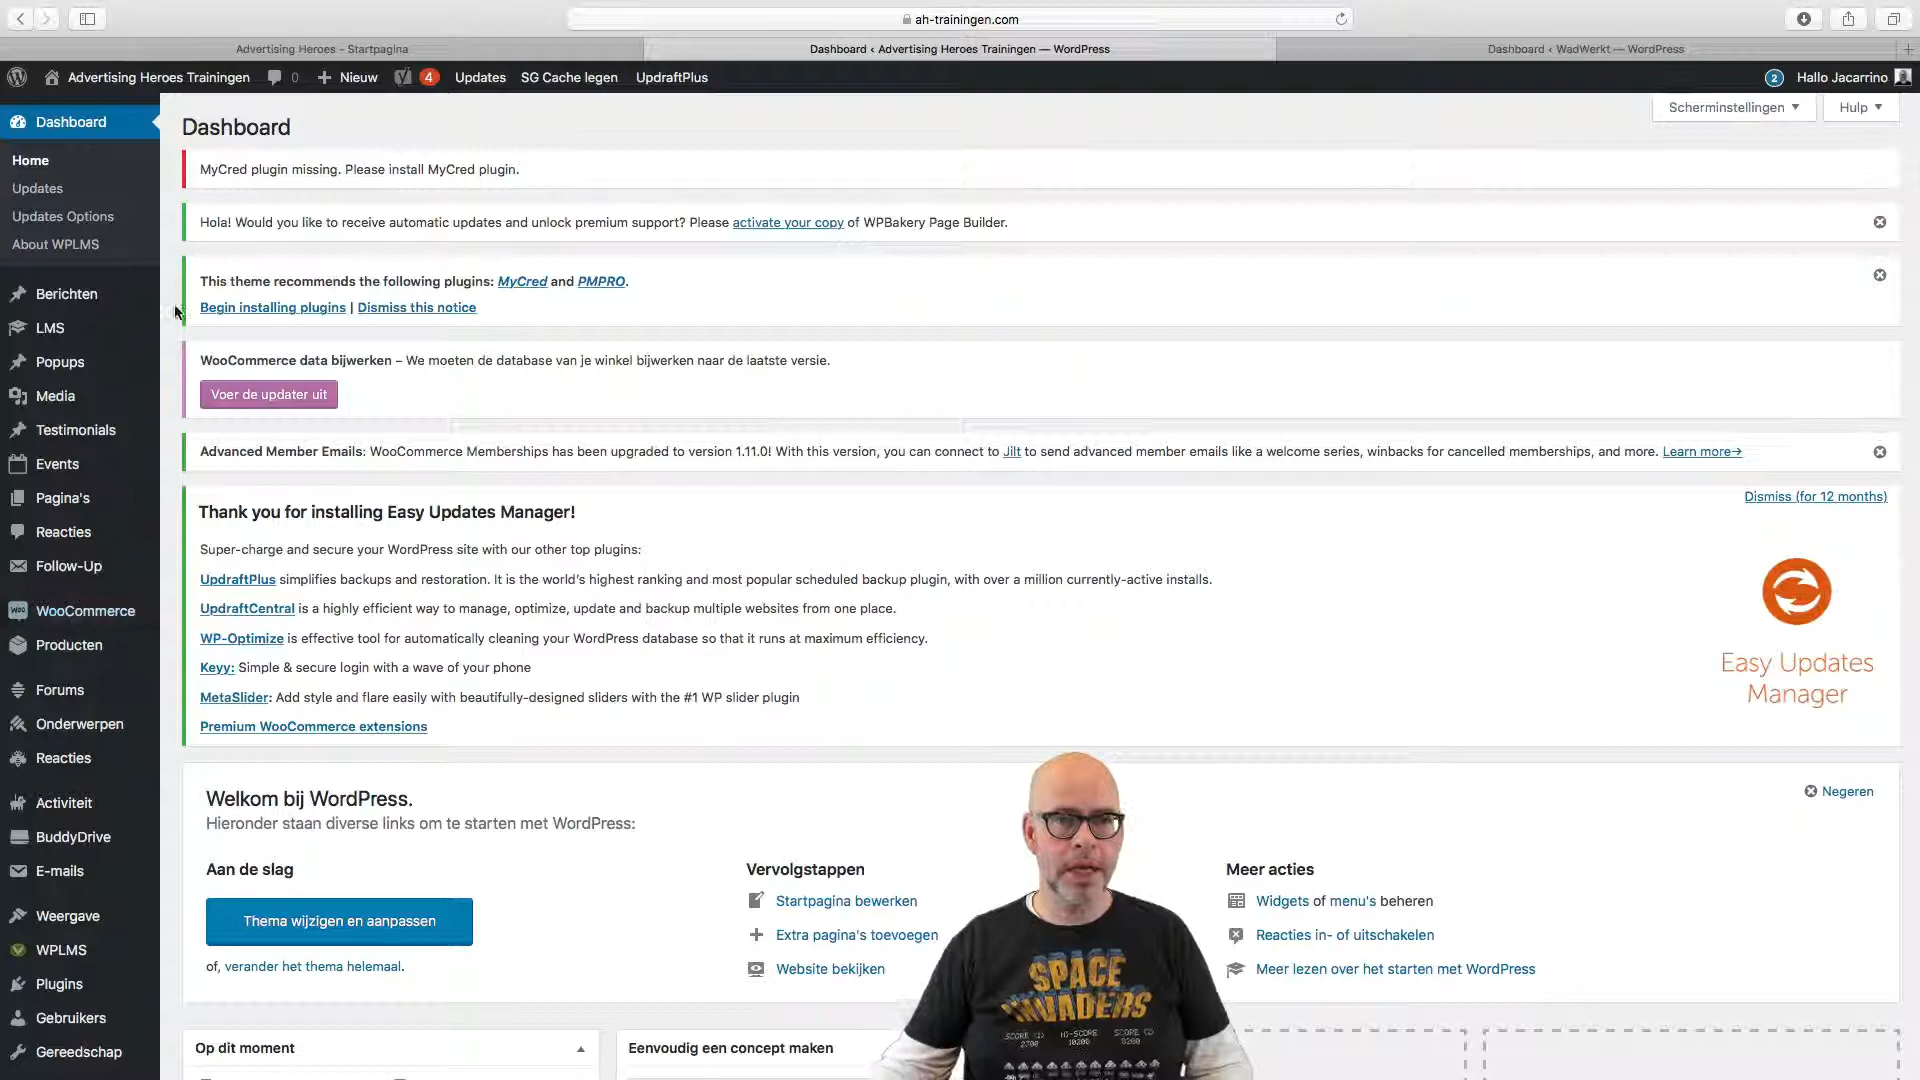 ah-trainingen.com
Advertising Heroes - Startpagina
Dashboard ‹ Advertising Heroes Trainingen — WordPress
Dashboard ‹ WadWerkt — WordPress
Advertising Heroes Trainingen
0
Nieuw
4
Updates
SG Cache legen
UpdraftPlus
2
Hallo Jacarrino
Dashboard
Home
Updates
Updates Options
About WPLMS
Berichten
LMS
Popups
Media
Testimonials
Events
Pagina's
Reacties
Follow-Up
WooCommerce
Producten
Forums
Onderwerpen
Reacties
Activiteit
BuddyDrive
E-mails
Weergave
WPLMS
Plugins
Gebruikers
Gereedschap
Scherminstellingen
Hulp
Dashboard
MyCred plugin missing. Please install MyCred plugin.
Hola! Would you like to receive automatic updates and unlock premium support? Please activate your copy of WPBakery Page Builder.
This theme recommends the following plugins: MyCred and PMPRO.
Begin installing plugins | Dismiss this notice
WooCommerce data bijwerken – We moeten de database van je winkel bijwerken naar de laatste versie.
Voer de updater uit
Advanced Member Emails: WooCommerce Memberships has been upgraded to version 1.11.0! With this version, you can connect to Jilt to send advanced member emails like a welcome series, winbacks for cancelled memberships, and more. Learn more→
Dismiss (for 12 months)
Thank you for installing Easy Updates Manager!
Super-charge and secure your WordPress site with our other top plugins:
UpdraftPlus simplifies backups and restoration. It is the world's highest ranking and most popular scheduled backup plugin, with over a million currently-active installs.
UpdraftCentral is a highly efficient way to manage, optimize, update and backup multiple websites from one place.
WP-Optimize is effective tool for automatically cleaning your WordPress database so that it runs at maximum efficiency.
Keyy: Simple & secure login with a wave of your phone
MetaSlider: Add style and flare easily with beautifully-designed sliders with the #1 WP slider plugin
Premium WooCommerce extensions
Easy Updates
Manager
Welkom bij WordPress.
Hieronder staan diverse links om te starten met WordPress:
Negeren
Aan de slag
Thema wijzigen en aanpassen
of, verander het thema helemaal.
Vervolgstappen
Startpagina bewerken
Extra pagina's toevoegen
Website bekijken
Meer acties
Widgets of menu's beheren
Reacties in- of uitschakelen
Meer lezen over het starten met WordPress
SPACE
INVADERS
SCORE (1) HI-SCORE SCORE (2)
Op dit moment
Eenvoudig een concept maken